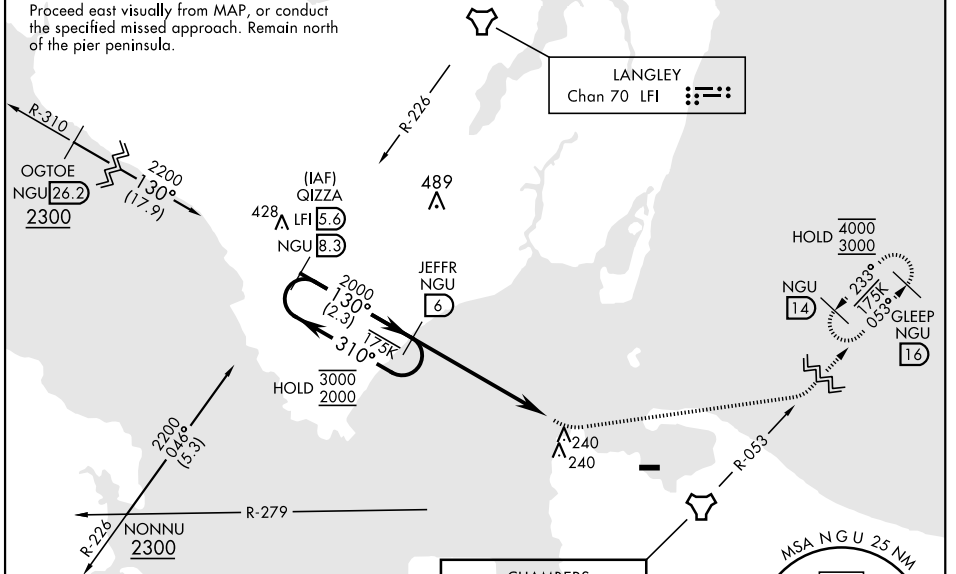 Proceed east visually from MAP, or conduct
the specified missed approach. Remain north
of the pier peninsula.
LANGLEY
Chan 70 LFI
R-226
R-310
OGTOE
NGU 26.2
2300
2200
130°
(17.9)
(IAF)
QIZZA
428
LFI 5.6
NGU 8.3
489
JEFFR
NGU
6
2000
130°
(2.3)
310°
175K
HOLD 3000
2000
HOLD 4000
3000
NGU
14
233°
175K
053°
GLEEP
NGU
16
240
240
R-053
2200
046°
(5.3)
R-279
R-226
NONNU
2300
MSA NGU 25 NM
CHAMBERS